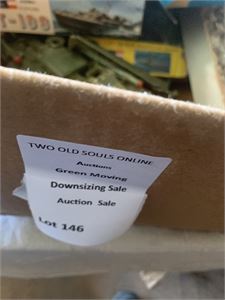 TWO OLD SOULS ONLINE
Auctions
Green Moving
Downsizing Sale
Auction Sale
Lot 146